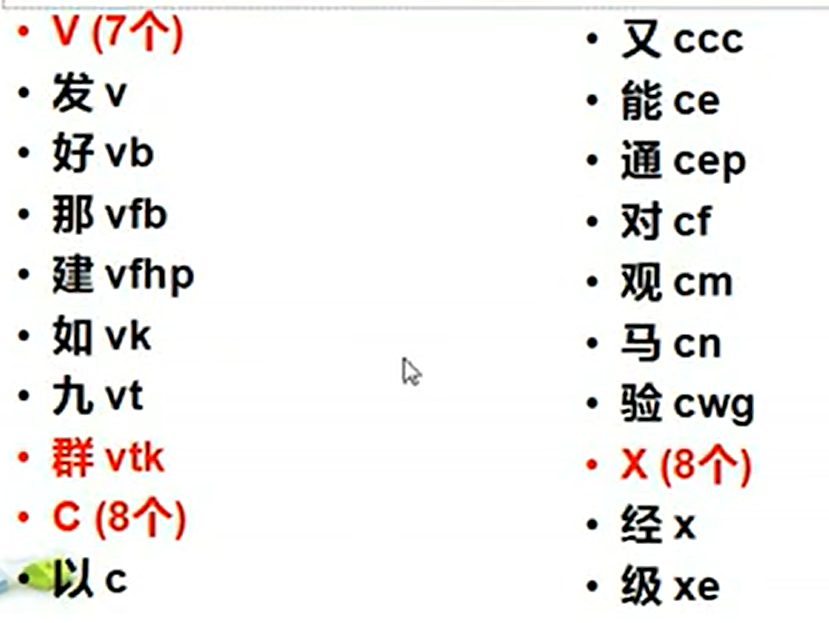 V (7个)
发 v
好 vb
那 vfb
建 vfhp
如 vk
九 vt
群 vtk
C (8个)
以 c
又 ccc
能 ce
通 cep
对 cf
观 cm
马 cn
验 cwg
X (8个)
经 x
级 xe